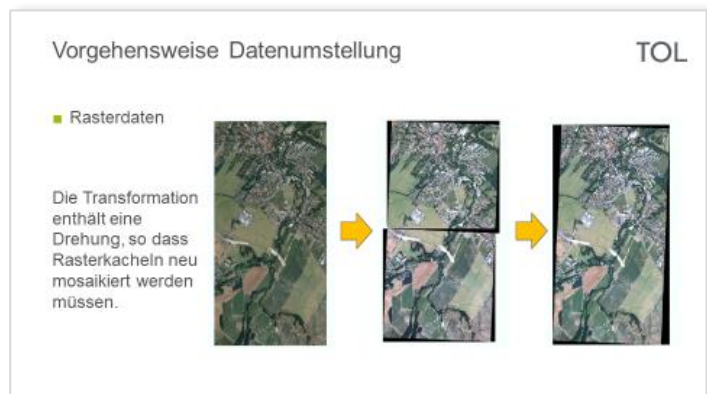 Vorgehensweise Datenumstellung
TOL
Rasterdaten
Die Transformation
enthält eine
Drehung, so dass
Rasterkacheln neu
mosaikiert werden
müssen.